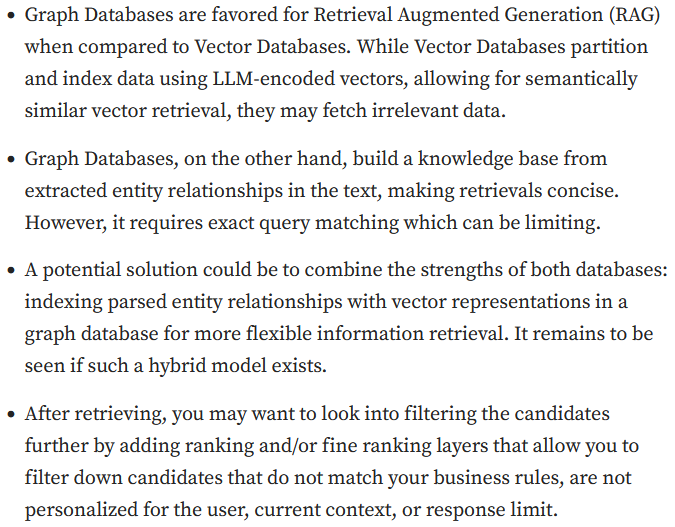 • Graph Databases are favored for Retrieval Augmented Generation (RAG)
when compared to Vector Databases. While Vector Databases partition
and index data using LLM-encoded vectors, allowing for semantically
similar vector retrieval, they may fetch irrelevant data.
• Graph Databases, on the other hand, build a knowledge base from
extracted entity relationships in the text, making retrievals concise.
However, it requires exact query matching which can be limiting.
• A potential solution could be to combine the strengths of both databases:
indexing parsed entity relationships with vector representations in a
graph database for more flexible information retrieval. It remains to be
seen if such a hybrid model exists.
• After retrieving, you may want to look into filtering the candidates
further by adding ranking and/or fine ranking layers that allow you to
filter down candidates that do not match your business rules, are not
personalized for the user, current context, or response limit.